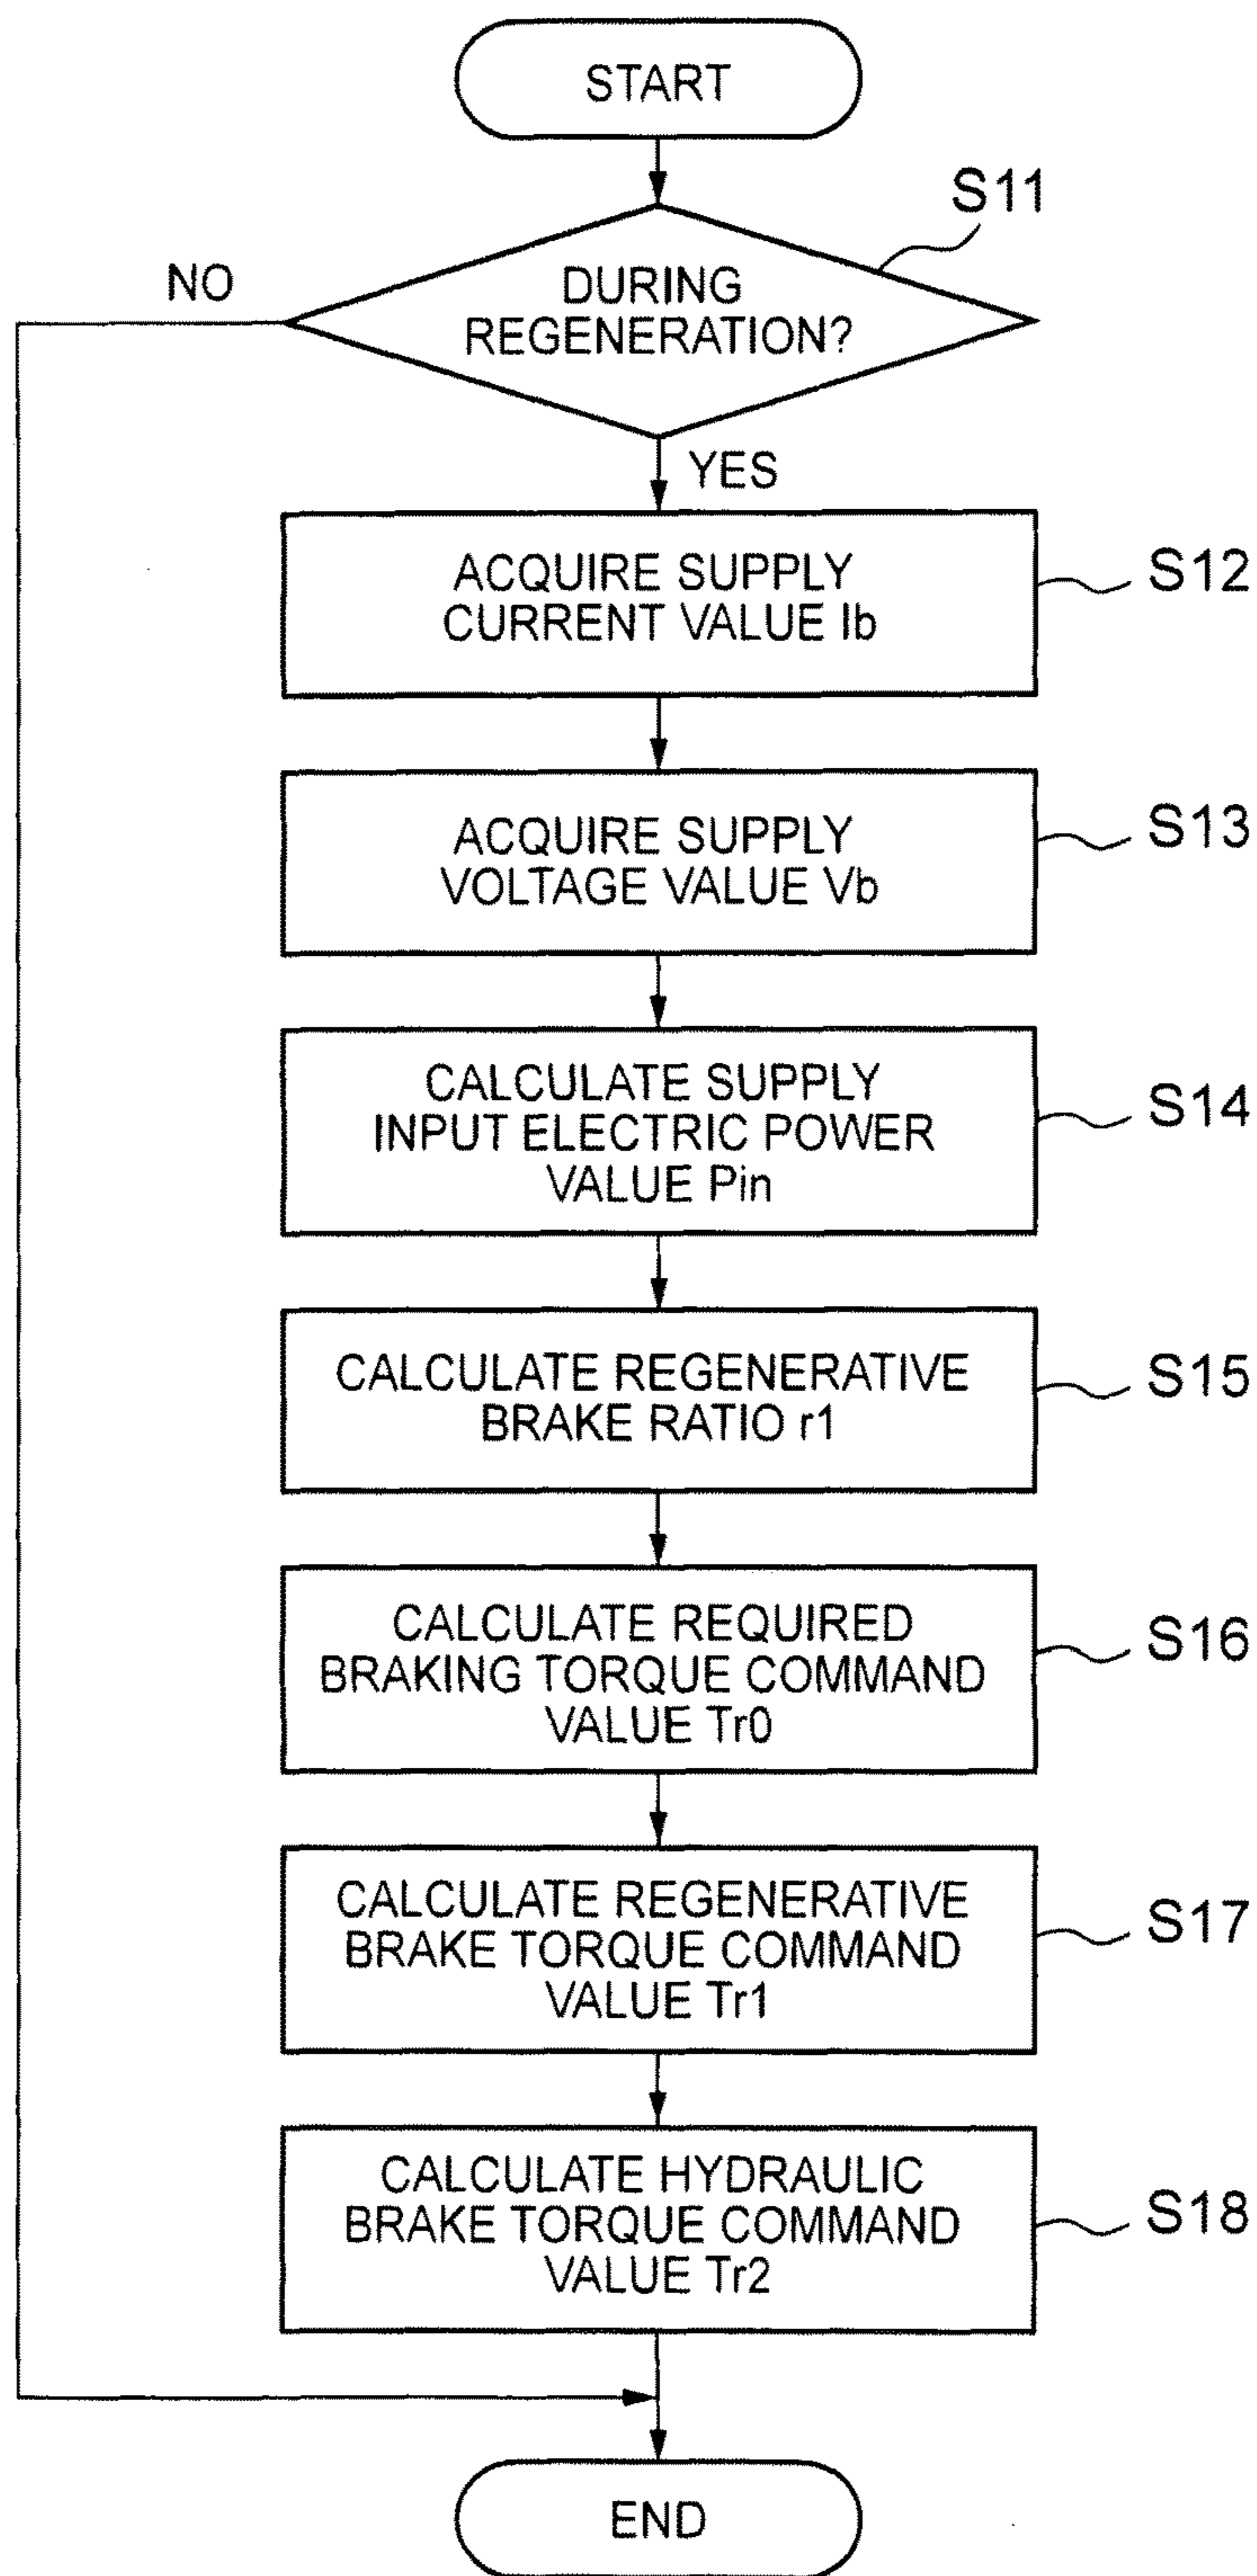 START
S11
NO
DURING
REGENERATION?
YES
ACQUIRE SUPPLY
CURRENT VALUE Ib
S12
ACQUIRE SUPPLY
VOLTAGE VALUE Vb
S13
CALCULATE SUPPLY
INPUT ELECTRIC POWER
VALUE Pin
S14
CALCULATE REGENERATIVE
BRAKE RATIO r1
S15
CALCULATE REQUIRED
BRAKING TORQUE COMMAND
VALUE Tr0
S16
CALCULATE REGENERATIVE
BRAKE TORQUE COMMAND
VALUE Tr1
S17
CALCULATE HYDRAULIC
BRAKE TORQUE COMMAND
VALUE Tr2
S18
END